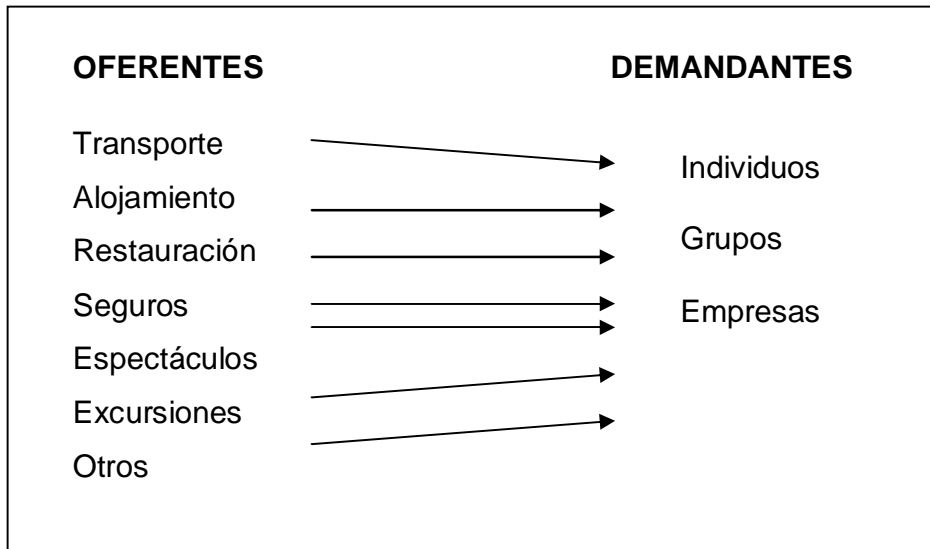 OFERENTES
DEMANDANTES
Transporte
Alojamiento
Restauración
Seguros
Espectáculos
Excursiones
Otros
Individuos
Grupos
Empresas